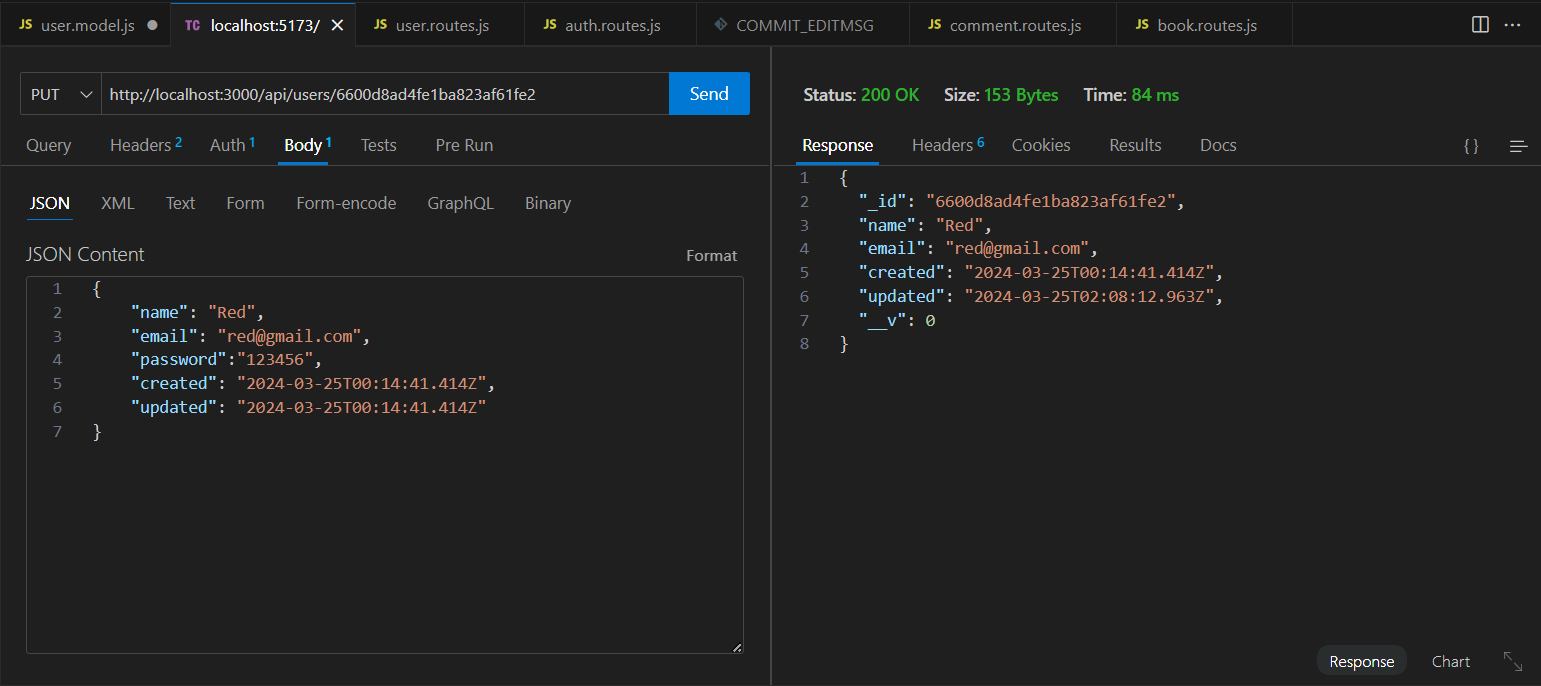 JS user.model.js TC localhost:5173/ JS user.routes.js JS auth.routes.js COMMIT_EDITMSG JS comment.routes.js JS book.routes.js ...
PUT http://localhost:3000/api/users/6600d8ad4fe1ba823af61fe2 Send
Query Headers 2 Auth 1 Body 1 Tests Pre Run
JSON XML Text Form Form-encode GraphQL Binary
JSON Content Format
1 {
2 "name": "Red",
3 "email": "red@gmail.com",
4 "password":"123456",
5 "created": "2024-03-25T00:14:41.414Z",
6 "updated": "2024-03-25T00:14:41.414Z"
7 }
Status: 200 OK Size: 153 Bytes Time: 84 ms
Response Headers 6 Cookies Results Docs {}
1 {
2 "_id": "6600d8ad4fe1ba823af61fe2",
3 "name": "Red",
4 "email": "red@gmail.com",
5 "created": "2024-03-25T00:14:41.414Z",
6 "updated": "2024-03-25T02:08:12.963Z",
7 "__v": 0
8 }
Response Chart